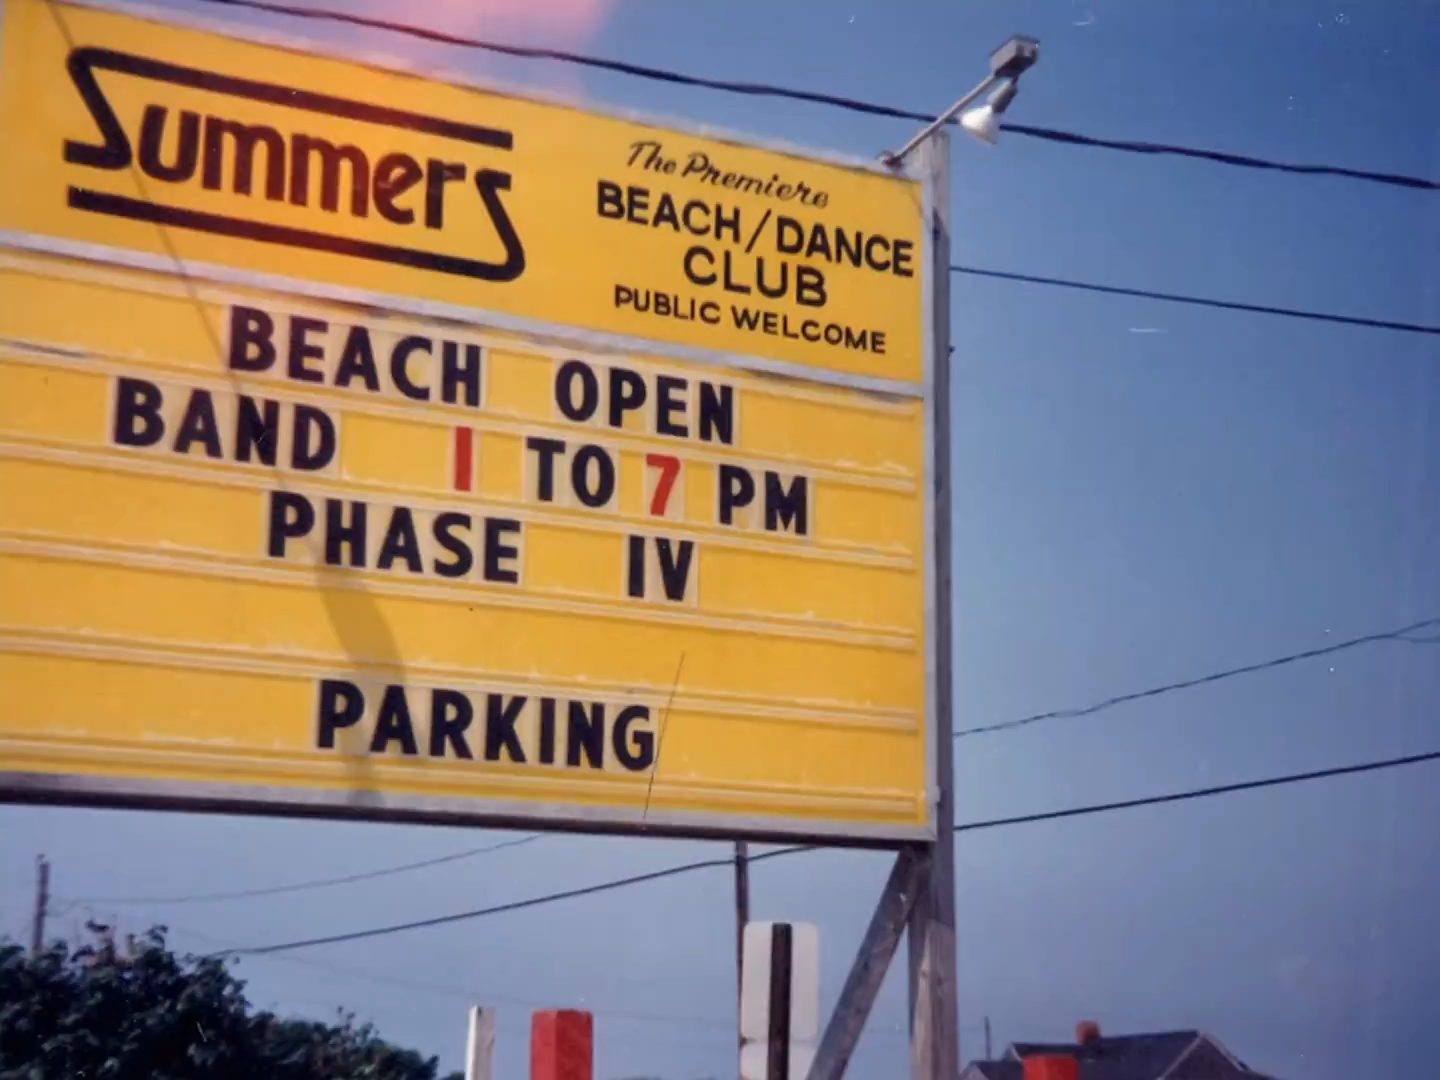 Summers
The Premiere
BEACH/DANCE
CLUB
PUBLIC WELCOME
BEACH OPEN
BAND 1 TO 7 PM
PHASE IV
PARKING